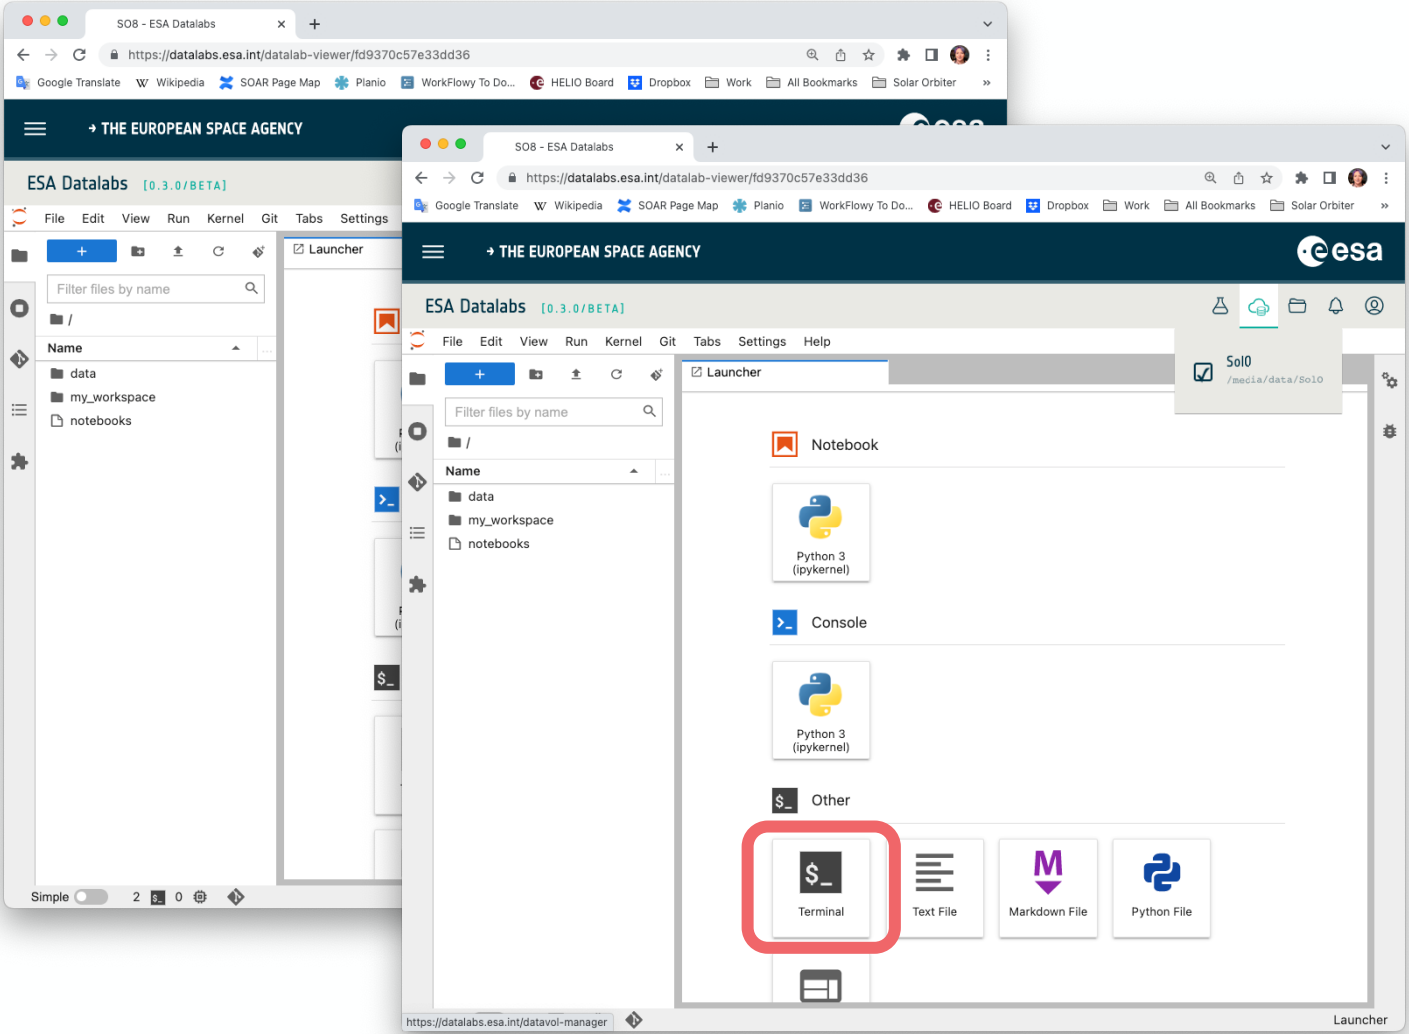 SO8 - ESA Datalabs
https://datalabs.esa.int/datalab-viewer/fd9370c57e33dd36
Google Translate W Wikipedia SOAR Page Map Planio WorkFlowy To Do... HELIO Board Dropbox Work All Bookmarks Solar Orbiter »
THE EUROPEAN SPACE AGENCY
esa
ESA Datalabs [0.3.0/BETA]
File Edit View Run Kernel Git Tabs Settings
Launcher
Filter files by name
/
Name
data
my_workspace
notebooks
Simple 2 $_ 0
SO8 - ESA Datalabs
https://datalabs.esa.int/datalab-viewer/fd9370c57e33dd36
Google Translate W Wikipedia SOAR Page Map Planio WorkFlowy To Do... HELIO Board Dropbox Work All Bookmarks Solar Orbiter »
THE EUROPEAN SPACE AGENCY
esa
ESA Datalabs [0.3.0/BETA]
File Edit View Run Kernel Git Tabs Settings Help
SolO
/media/data/SolO
Launcher
Filter files by name
/
Name
data
my_workspace
notebooks
Notebook
Python 3
(ipykernel)
Console
Python 3
(ipykernel)
$_ Other
$_
M
Terminal Text File Markdown File Python File
https://datalabs.esa.int/datavol-manager
Launcher